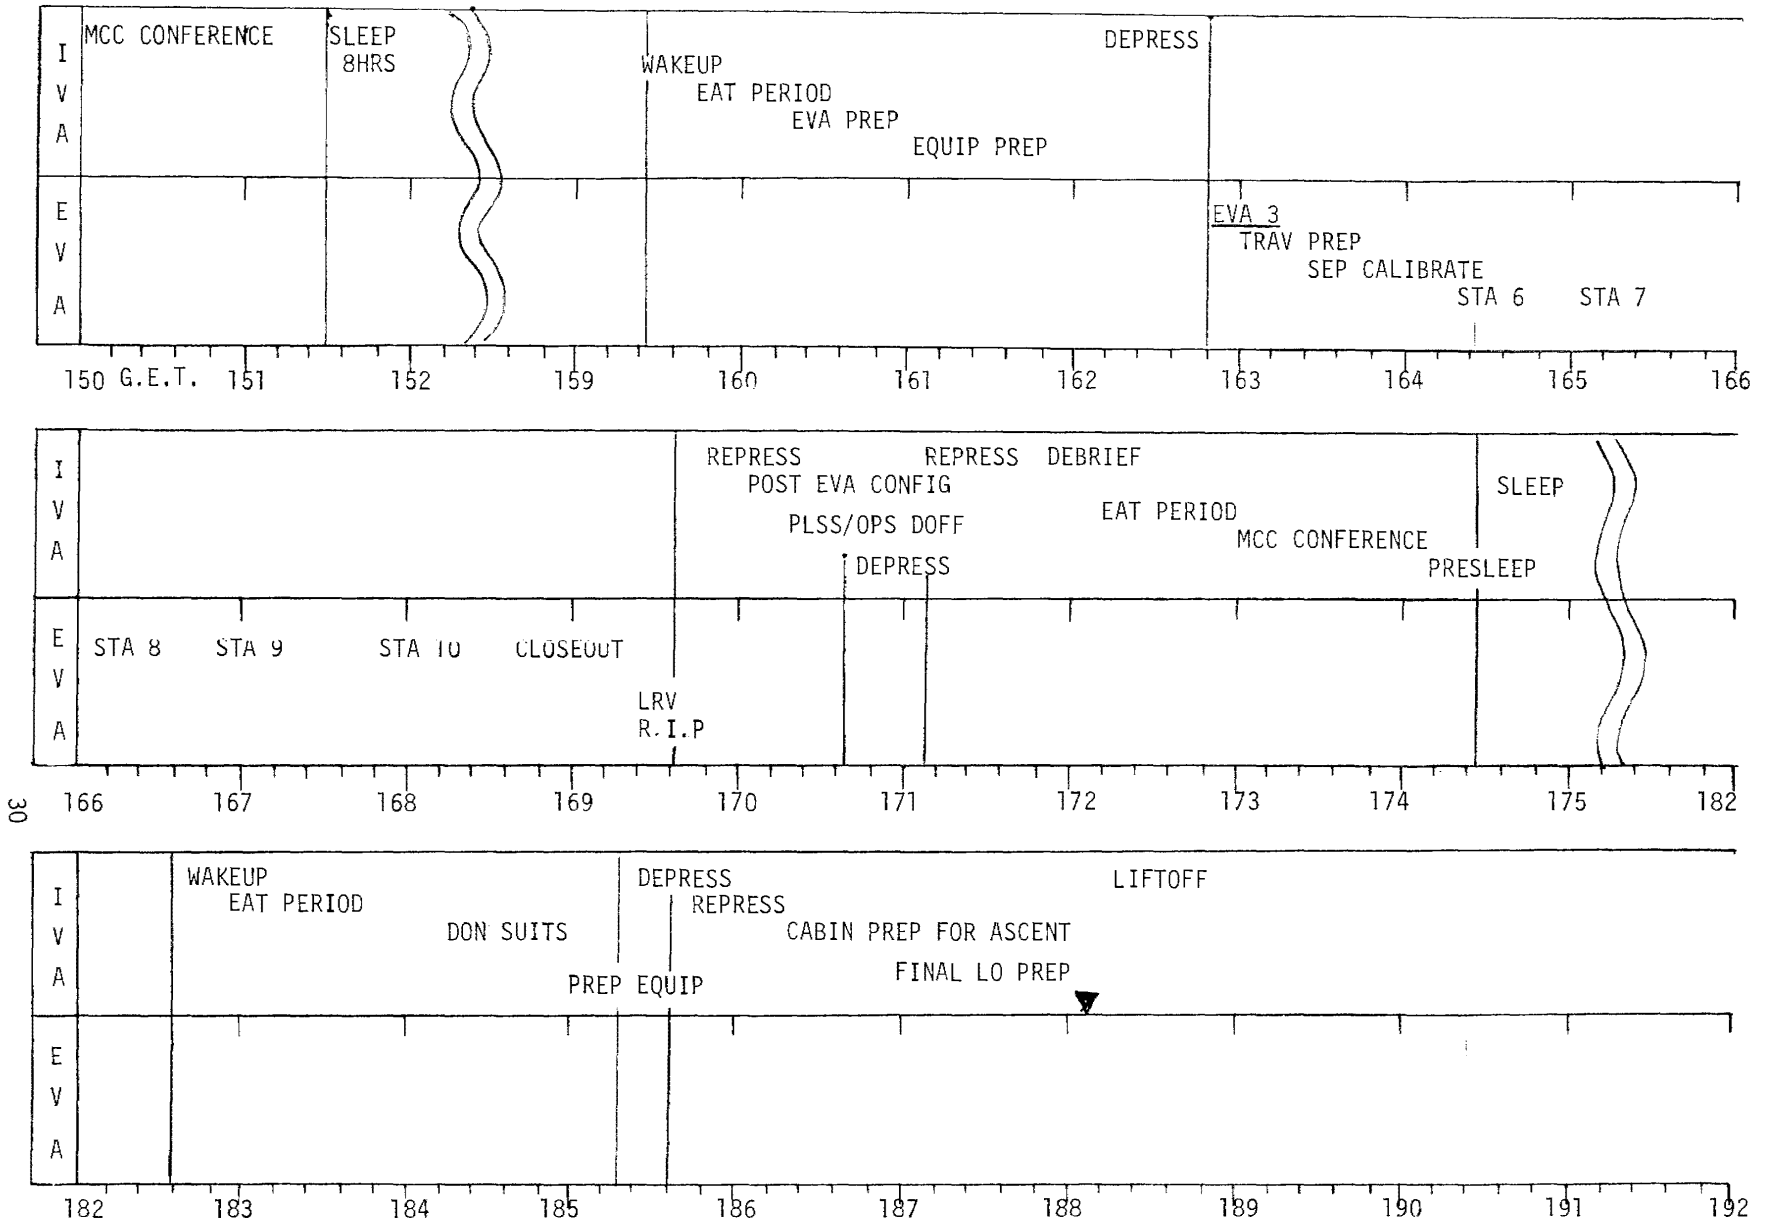 MCC CONFERENCE SLEEP DEPRESS
8HRS
WAKEUP
EAT PERIOD
EVA PREP
EQUIP PREP
I
V
A
EVA 3
TRAV PREP
SEP CALIBRATE
STA 6 STA 7
E
V
A
150 G.E.T. 151 152 159 160 161 162 163 164 165 166
REPRESS REPRESS DEBRIEF
POST EVA CONFIG SLEEP
EAT PERIOD
PLSS/OPS DOFF
MCC CONFERENCE
DEPRESS PRESLEEP
I
V
A
STA 8 STA 9 STA 10 CLOSEOUT
LRV
R.I.P
E
V
A
166 167 168 169 170 171 172 173 174 175 182
30
WAKEUP DEPRESS LIFTOFF
EAT PERIOD REPRESS
DON SUITS CABIN PREP FOR ASCENT
FINAL LO PREP
PREP EQUIP
I
V
A
E
V
A
182 183 184 185 186 187 188 189 190 191 192